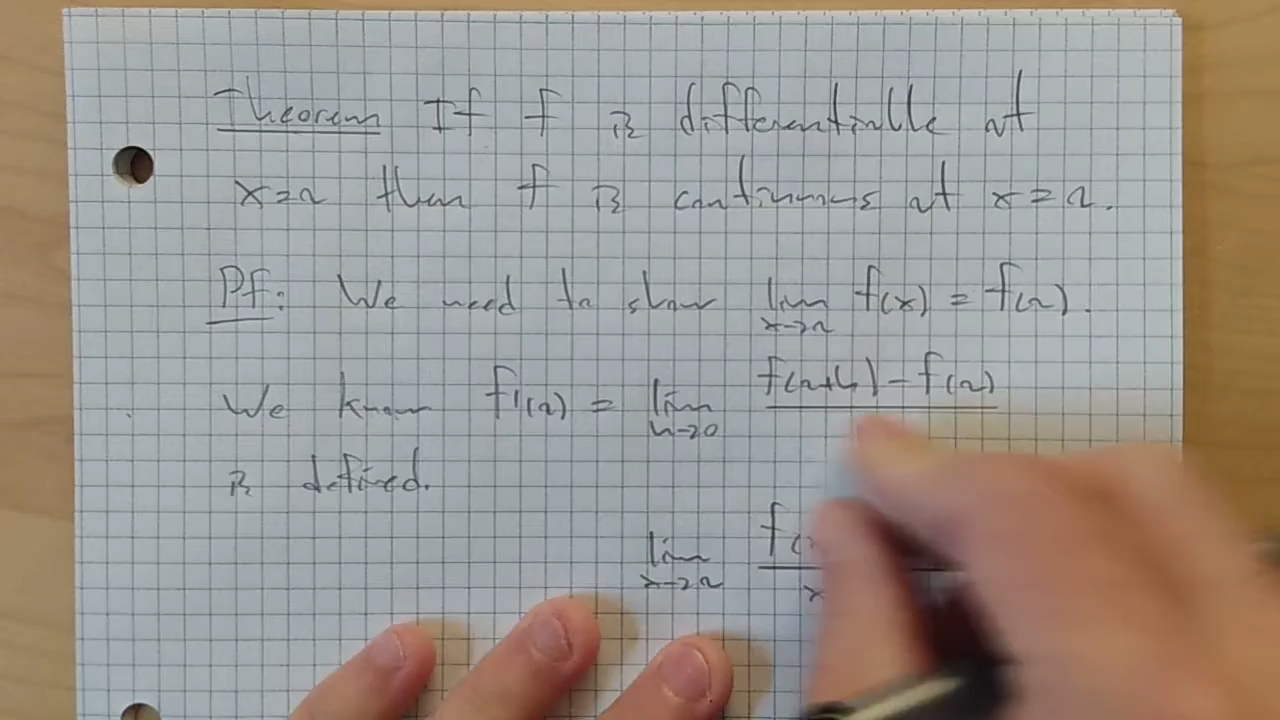 Theorem If f is differentiable at
x=a then f is continuous at x=a.
Pf: We need to show lim f(x) = f(a).
x→a
f(a+h) - f(a)
We know f'(a) = lim
h→0
is defined.
f(
lim
x→a x